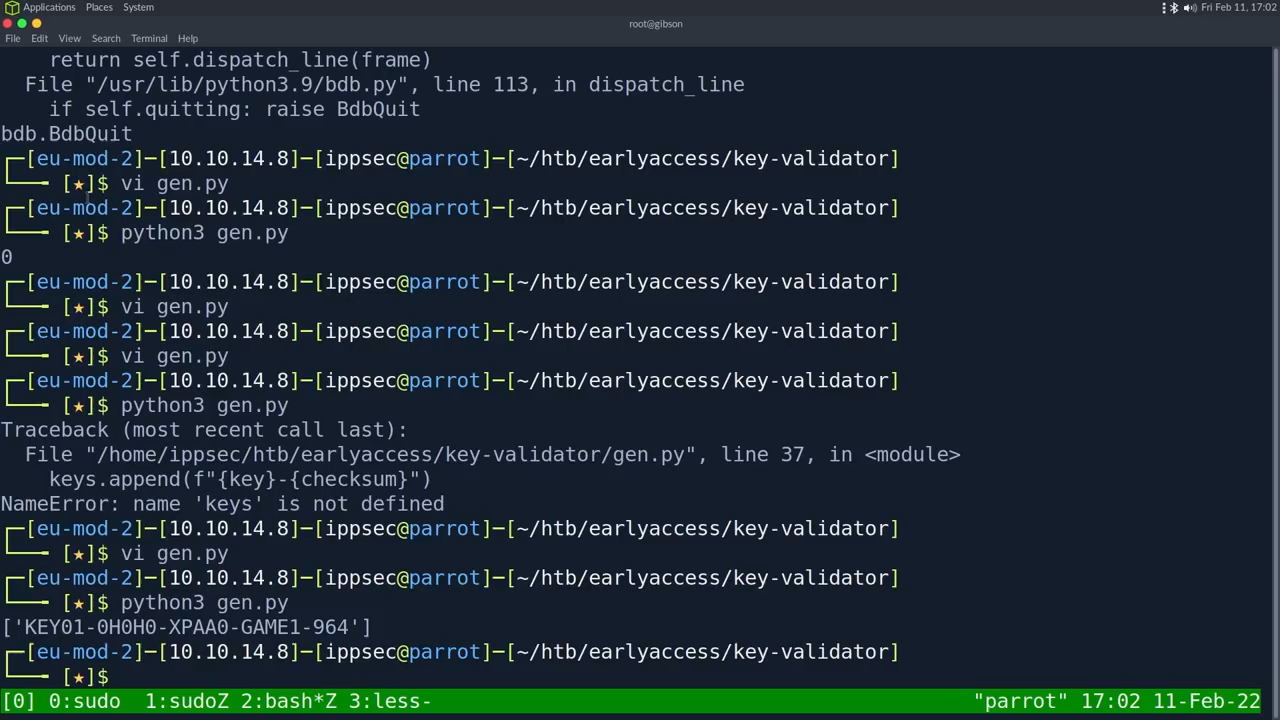 Applications Places System Fri Feb 11, 17:02
root@gibson
File Edit View Search Terminal Help
return self.dispatch_line(frame)
File "/usr/lib/python3.9/bdb.py", line 113, in dispatch_line
if self.quitting: raise BdbQuit
bdb.BdbQuit
┌─[eu-mod-2]─[10.10.14.8]─[ippsec@parrot]─[~/htb/earlyaccess/key-validator]
└──╼ [★]$ vi gen.py
┌─[eu-mod-2]─[10.10.14.8]─[ippsec@parrot]─[~/htb/earlyaccess/key-validator]
└──╼ [★]$ python3 gen.py
0
┌─[eu-mod-2]─[10.10.14.8]─[ippsec@parrot]─[~/htb/earlyaccess/key-validator]
└──╼ [★]$ vi gen.py
┌─[eu-mod-2]─[10.10.14.8]─[ippsec@parrot]─[~/htb/earlyaccess/key-validator]
└──╼ [★]$ vi gen.py
┌─[eu-mod-2]─[10.10.14.8]─[ippsec@parrot]─[~/htb/earlyaccess/key-validator]
└──╼ [★]$ python3 gen.py
Traceback (most recent call last):
File "/home/ippsec/htb/earlyaccess/key-validator/gen.py", line 37, in <module>
keys.append(f"{key}-{checksum}")
NameError: name 'keys' is not defined
┌─[eu-mod-2]─[10.10.14.8]─[ippsec@parrot]─[~/htb/earlyaccess/key-validator]
└──╼ [★]$ vi gen.py
┌─[eu-mod-2]─[10.10.14.8]─[ippsec@parrot]─[~/htb/earlyaccess/key-validator]
└──╼ [★]$ python3 gen.py
['KEY01-0H0H0-XPAA0-GAME1-964']
┌─[eu-mod-2]─[10.10.14.8]─[ippsec@parrot]─[~/htb/earlyaccess/key-validator]
└──╼ [★]$
[0] 0:sudo 1:sudoZ 2:bash*Z 3:less- "parrot" 17:02 11-Feb-22